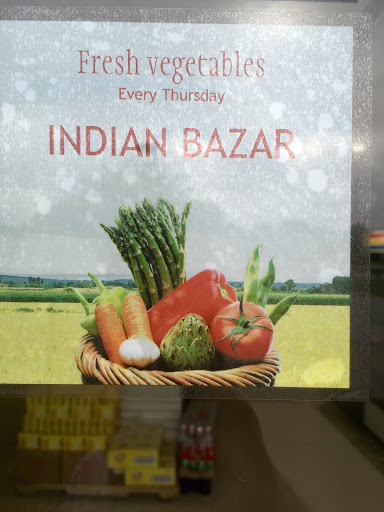 Fresh vegetables
Every Thursday
INDIAN BAZAR